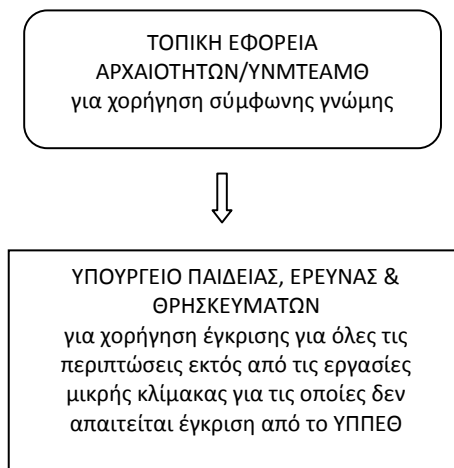 ΤΟΠΙΚΗ ΕΦΟΡΕΙΑ
ΑΡΧΑΙΟΤΗΤΩΝ/ΥΝΜΤΕΑΜΘ
για χορήγηση σύμφωνης γνώμης
ΥΠΟΥΡΓΕΙΟ ΠΑΙΔΕΙΑΣ, ΕΡΕΥΝΑΣ &
ΘΡΗΣΚΕΥΜΑΤΩΝ
για χορήγηση έγκρισης για όλες τις
περιπτώσεις εκτός από τις εργασίες
μικρής κλίμακας για τις οποίες δεν
απαιτείται έγκριση από το ΥΠΠΕΘ